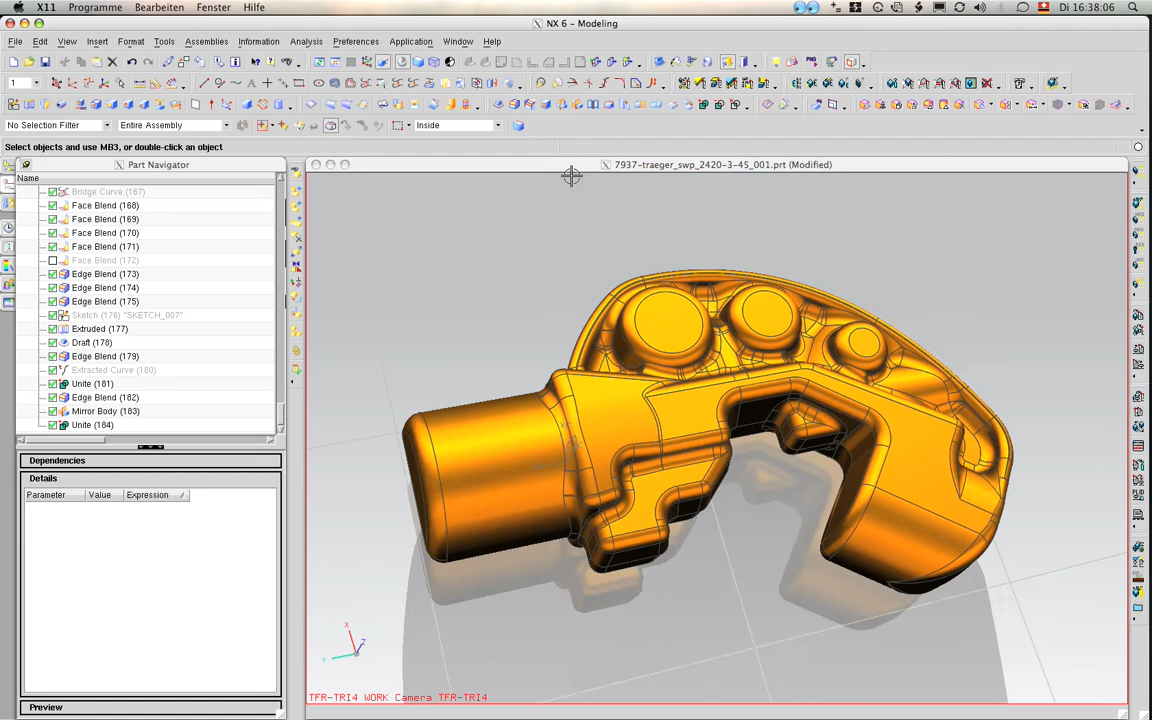 X11 Programme Bearbeiten Fenster Hilfe Di 16:38:06
NX 6 – Modeling
File Edit View Insert Format Tools Assemblies Information Analysis Preferences Application Window Help
1
No Selection Filter Entire Assembly Inside
Select objects and use MB3, or double-click an object
Part Navigator 7937-traeger_swp_2420-3-45_001.prt (Modified)
Name
Bridge Curve (167)
Face Blend (168)
Face Blend (169)
Face Blend (170)
Face Blend (171)
Face Blend (172)
Edge Blend (173)
Edge Blend (174)
Edge Blend (175)
Sketch (176) "SKETCH_007"
Extruded (177)
Draft (178)
Edge Blend (179)
Extracted Curve (180)
Unite (181)
Edge Blend (182)
Mirror Body (183)
Unite (184)
Dependencies
Details
Parameter Value Expression
X
Z
Y
TFR-TRI4 WORK Camera TFR-TRI4
Preview